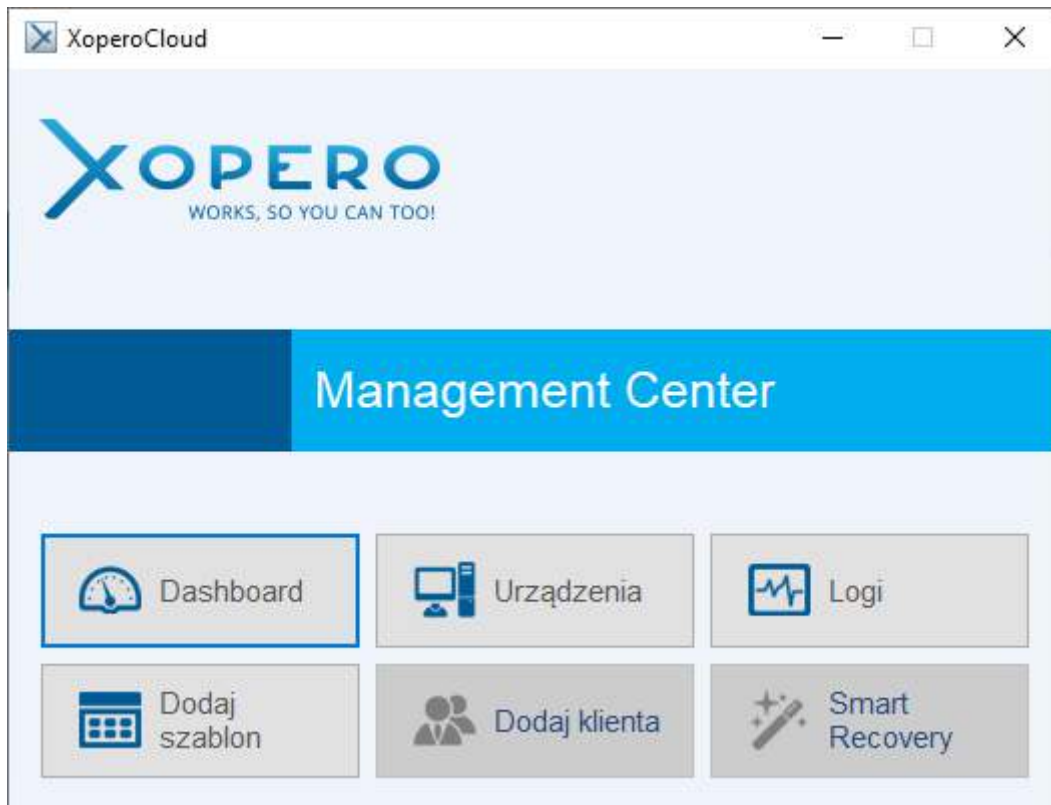 XoperoCloud
XOPERO
WORKS, SO YOU CAN TOO!
Management Center
Dashboard
Urządzenia
Logi
Dodaj
szablon
Dodaj klienta
Smart
Recovery